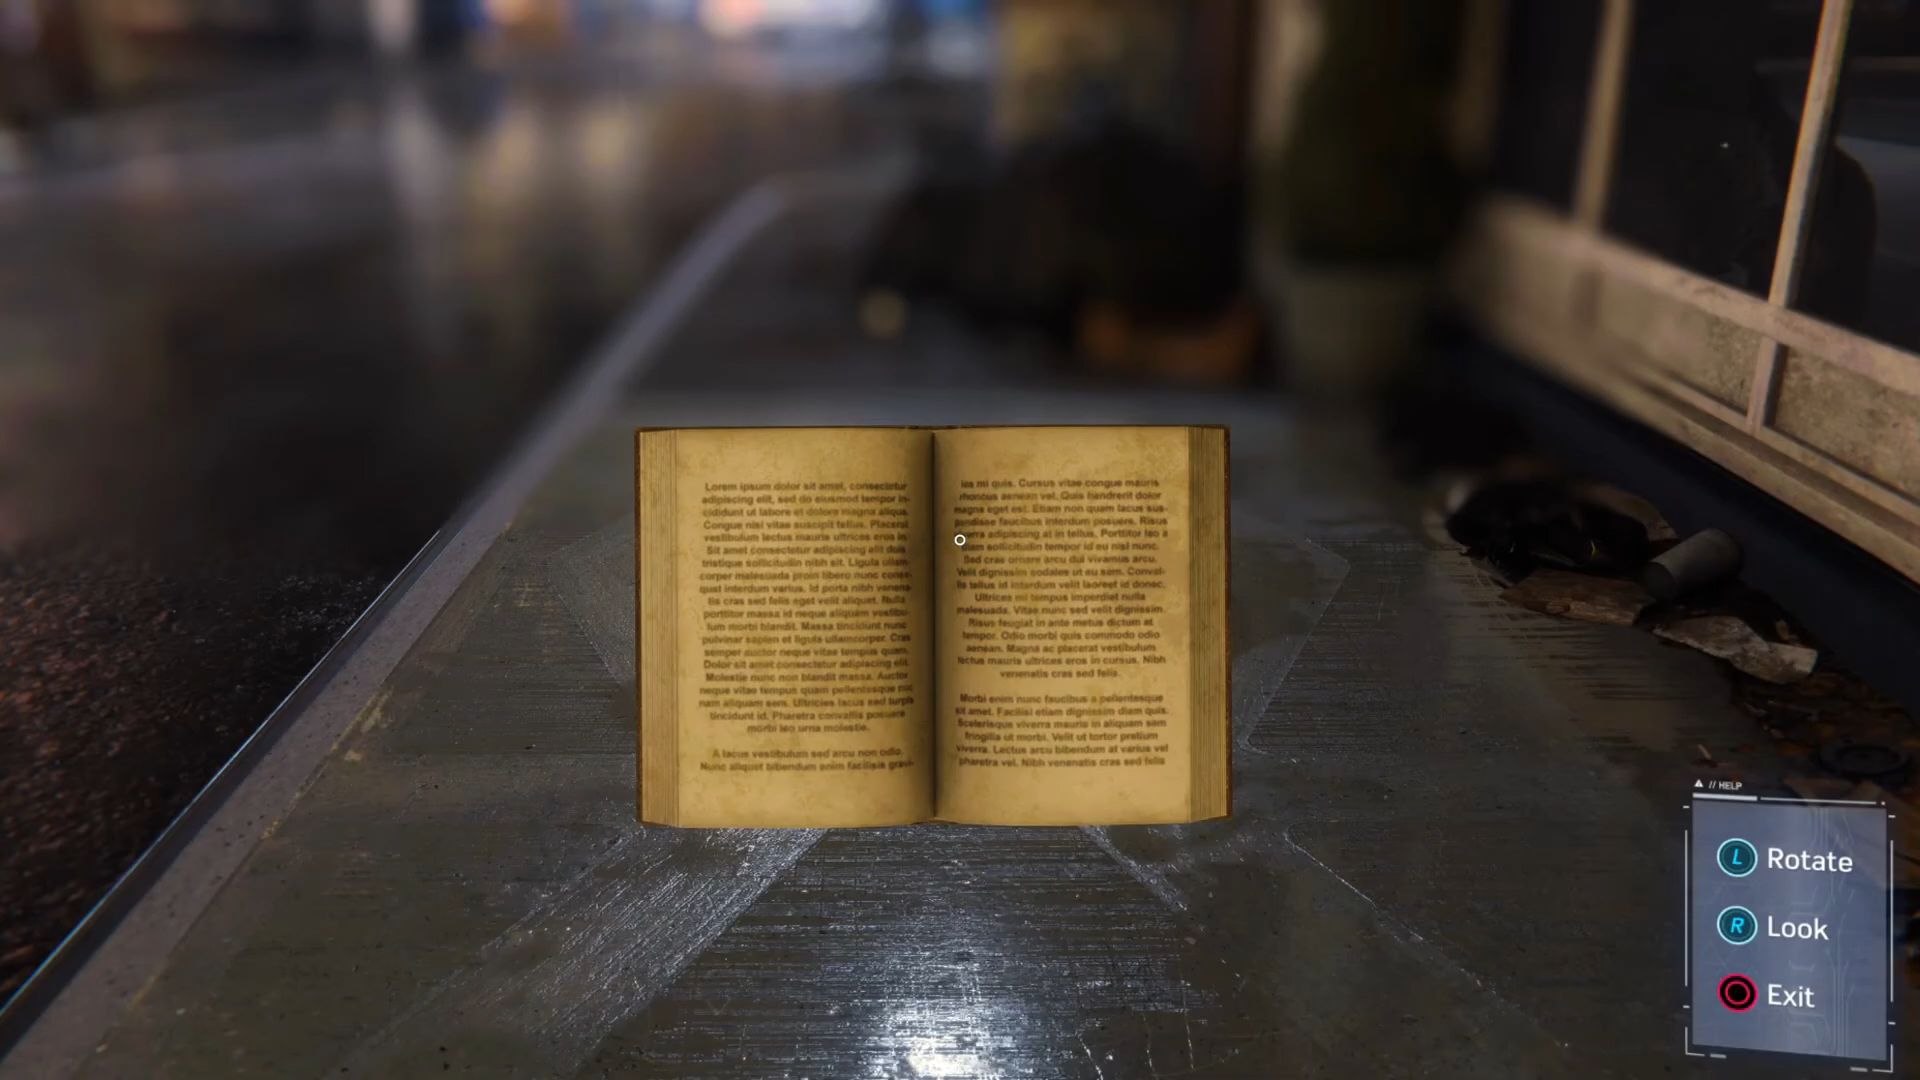 Lorem ipsum dolor sit amet, consectetur
adipiscing elit, sed do eiusmod tempor in-
cididunt ut labore et dolore magna aliqua.
Congue nisi vitae suscipit tellus. Placerat
vestibulum lectus mauris ultrices eros in.
Sit amet consectetur adipiscing elit duis
tristique sollicitudin nibh sit. Ligula ullam-
corper malesuada proin libero nunc conse-
quat interdum varius. Id porta nibh venena-
tis cras sed felis eget velit aliquet. Nulla
porttitor massa id neque aliquam vestibu-
lum morbi blandit. Massa tincidunt nunc
pulvinar sapien et ligula ullamcorper. Cras
semper auctor neque vitae tempus quam.
Dolor sit amet consectetur adipiscing elit.
Molestie nunc non blandit massa. Auctor
neque vitae tempus quam pellentesque nec
nam aliquam sem. Ultricies lacus sed turpis
tincidunt id. Pharetra convallis posuere
morbi leo urna molestie.
A lacus vestibulum sed arcu non odio.
Nunc aliquet bibendum enim facilisis gravi-
ies mi quis. Cursus vitae congue mauris
rhoncus aenean vel. Quis hendrerit dolor
magna eget est. Etiam non quam lacus sus-
pendisse faucibus interdum posuere. Risus
adipiscing at in tellus. Porttitor leo a
diam sollicitudin tempor id eu nisl nunc.
Sed cras ornare arcu dui vivamus arcu.
Velit dignissim sodales ut eu sem. Conval-
lis tellus id interdum velit laoreet id donec.
Ultrices mi tempus imperdiet nulla
malesuada. Vitae nunc sed velit dignissim.
Risus feugiat in ante metus dictum at
tempor. Odio morbi quis commodo odio
aenean. Magna ac placerat vestibulum
lectus mauris ultrices eros in cursus. Nibh
venenatis cras sed felis.
Morbi enim nunc faucibus a pellentesque
sit amet. Facilisi etiam dignissim diam quis.
Scelerisque viverra mauris in aliquam sem
fringilla ut morbi. Velit ut tortor pretium
viverra. Lectus arcu bibendum at varius vel
pharetra vel. Nibh venenatis cras sed felis
// HELP
L Rotate
R Look
Exit